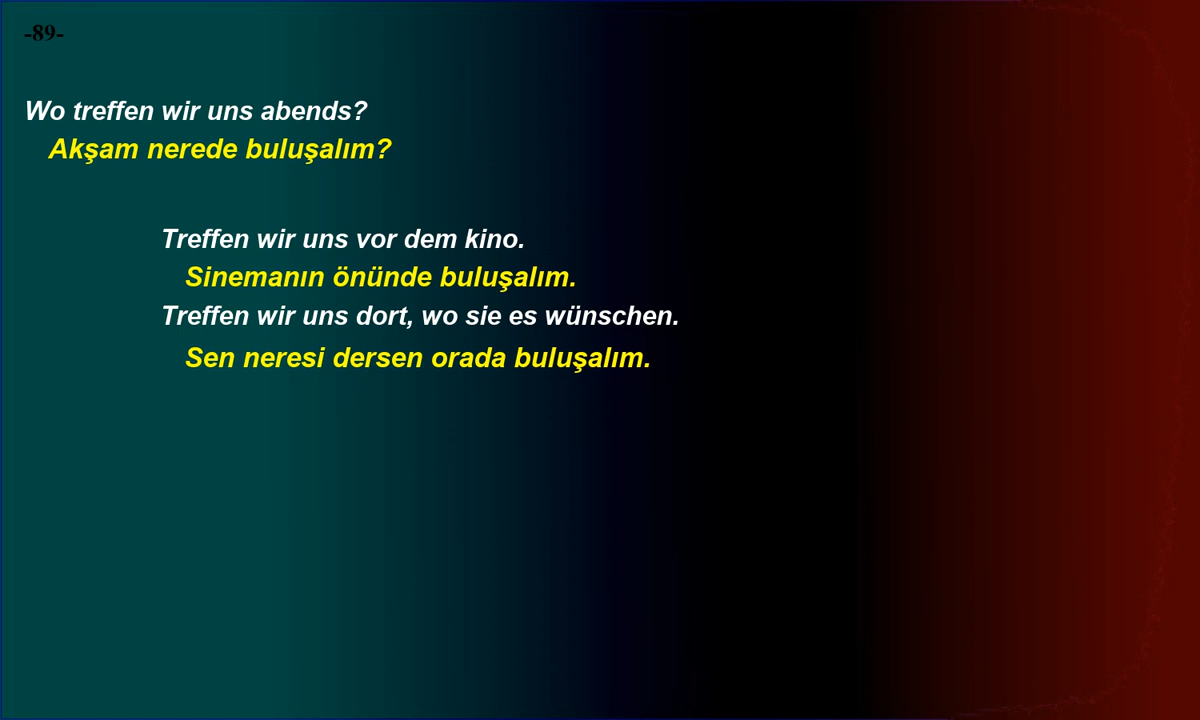 -89-
Wo treffen wir uns abends?
Akşam nerede buluşalım?
Treffen wir uns vor dem kino.
Sinemanın önünde buluşalım.
Treffen wir uns dort, wo sie es wünschen.
Sen neresi dersen orada buluşalım.